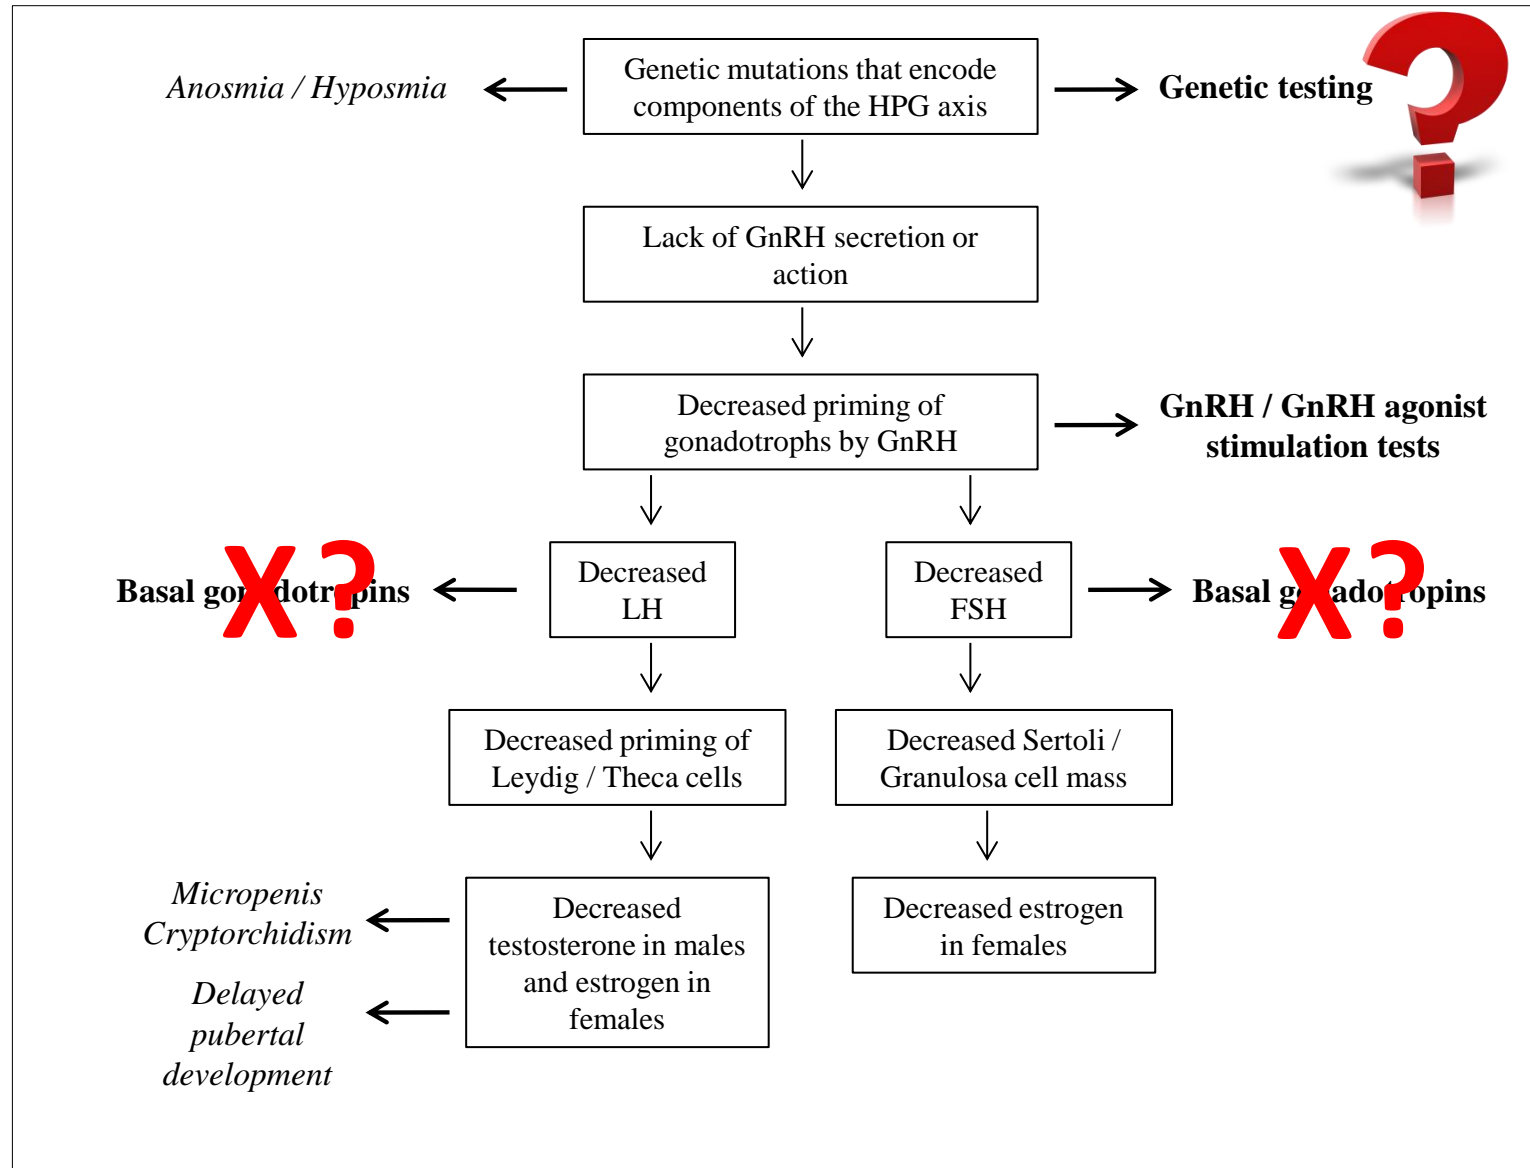 Anosmia / Hyposmia
Genetic mutations that encode
components of the HPG axis
Genetic testing
?
Lack of GnRH secretion or
action
Decreased priming of
gonadotrophs by GnRH
GnRH / GnRH agonist
stimulation tests
Basal gonadotropins
X ?
Decreased
LH
Decreased
FSH
Basal gonadotropins
X ?
Decreased priming of
Leydig / Theca cells
Decreased Sertoli /
Granulosa cell mass
Micropenis
Cryptorchidism
Delayed
pubertal
development
Decreased
testosterone in males
and estrogen in
females
Decreased estrogen
in females